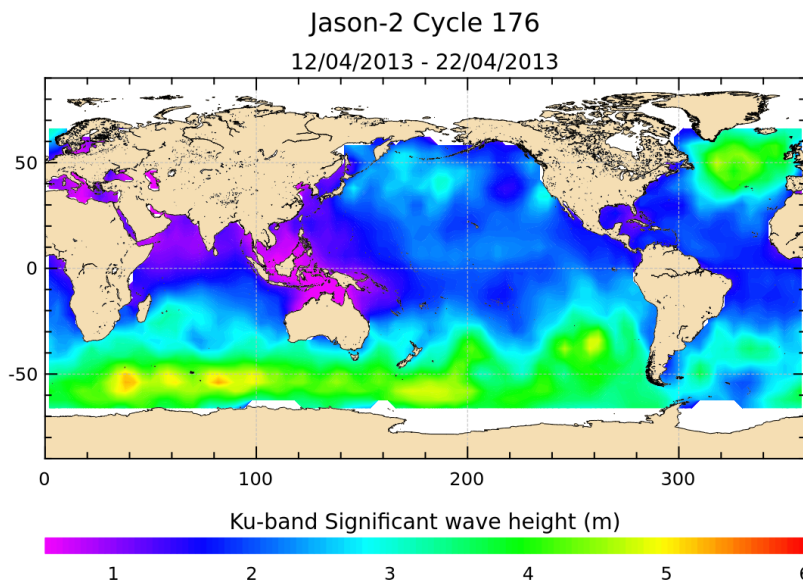 Jason-2 Cycle 176
12/04/2013 - 22/04/2013
50
0
-50
0 100 200 300
Ku-band Significant wave height (m)
1 2 3 4 5 6